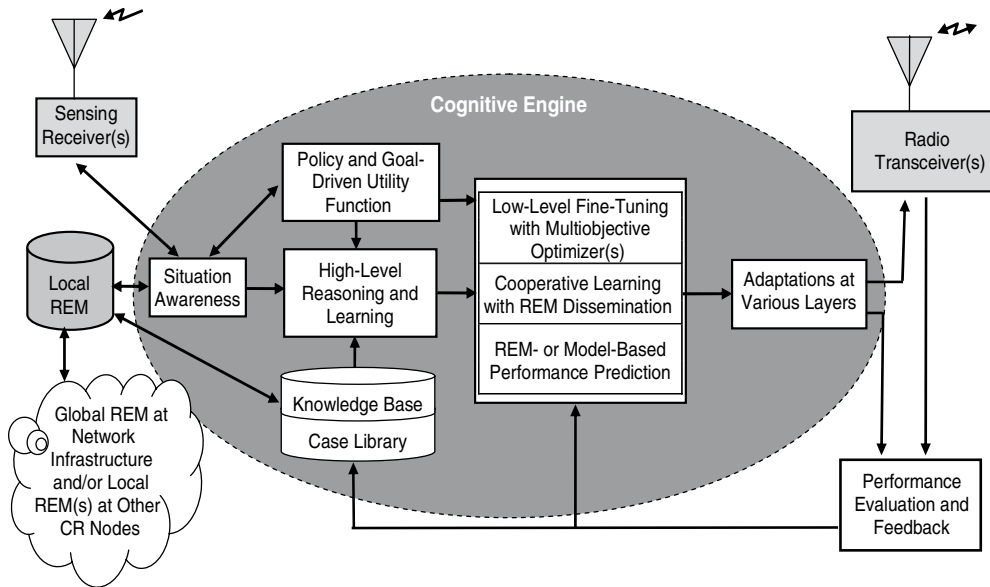 Cognitive Engine
Sensing
Receiver(s)
Radio
Transceiver(s)
Policy and Goal-
Driven Utility
Function
Low-Level Fine-Tuning
with Multiobjective
Optimizer(s)
Local
REM
Situation
Awareness
High-Level
Reasoning and
Learning
Cooperative Learning
with REM Dissemination
Adaptations at
Various Layers
REM- or Model-Based
Performance Prediction
Knowledge Base
Case Library
Global REM at
Network
Infrastructure
and/or Local
REM(s) at Other
CR Nodes
Performance
Evaluation and
Feedback